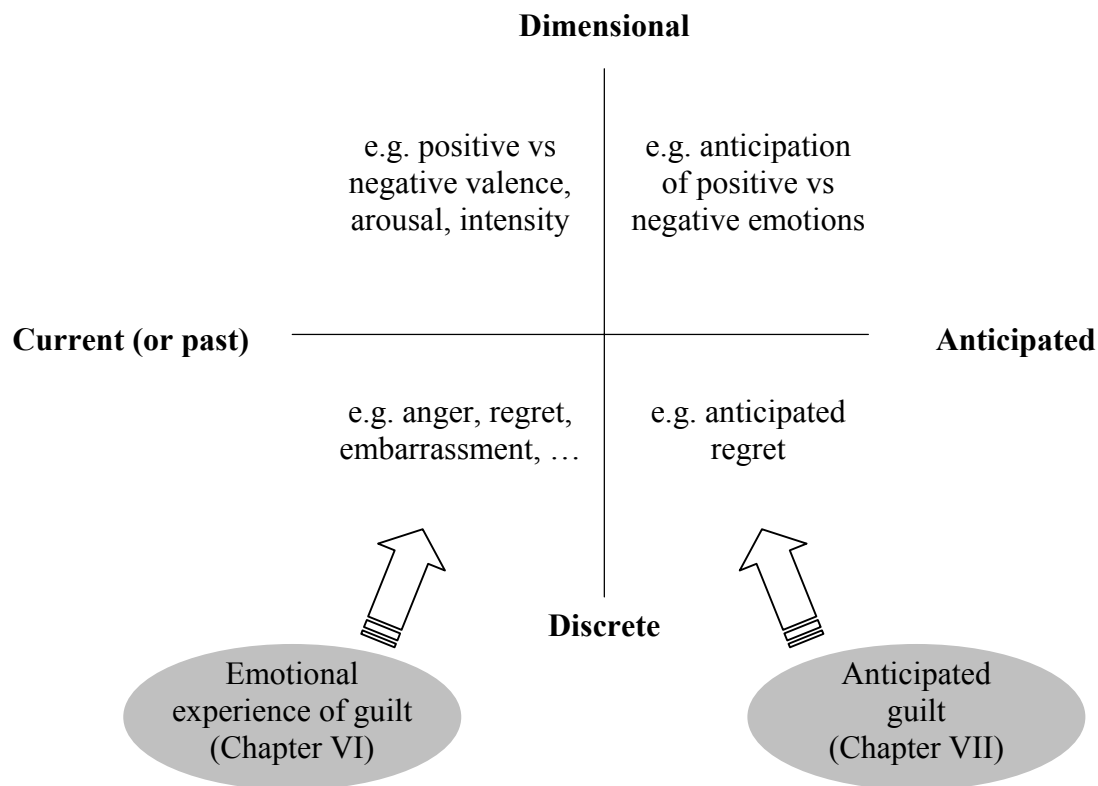 Dimensional
e.g. positive vs
negative valence,
arousal, intensity
e.g. anticipation
of positive vs
negative emotions
Current (or past)
Anticipated
e.g. anger, regret,
embarrassment, …
e.g. anticipated
regret
Discrete
Emotional
experience of guilt
(Chapter VI)
Anticipated
guilt
(Chapter VII)